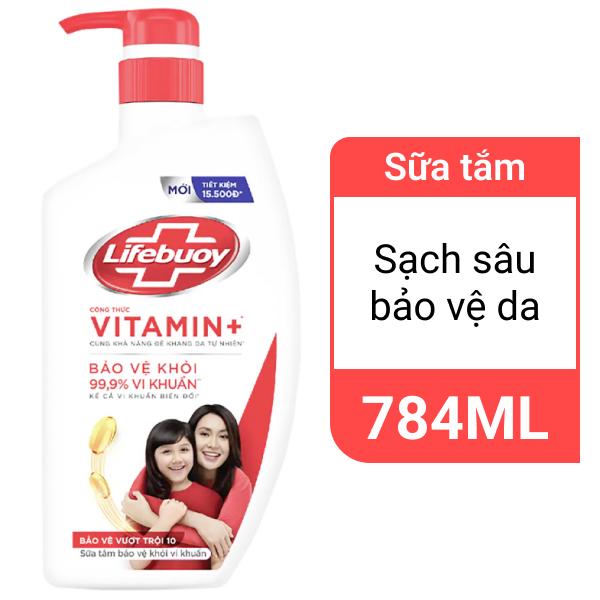 MỚI
TIẾT KIỆM
15.500Đ*
Lifebuoy
CÔNG THỨC
VITAMIN+*
CÙNG KHẢ NĂNG ĐỀ KHÁNG DA TỰ NHIÊN*
BẢO VỆ KHỎI
99,9% VI KHUẨN**
KỂ CẢ VI KHUẨN BIẾN ĐỔI*
BẢO VỆ VƯỢT TRỘI 10
Sữa tắm bảo vệ khỏi vi khuẩn
Sữa tắm
Sạch sâu
bảo vệ da
784ML